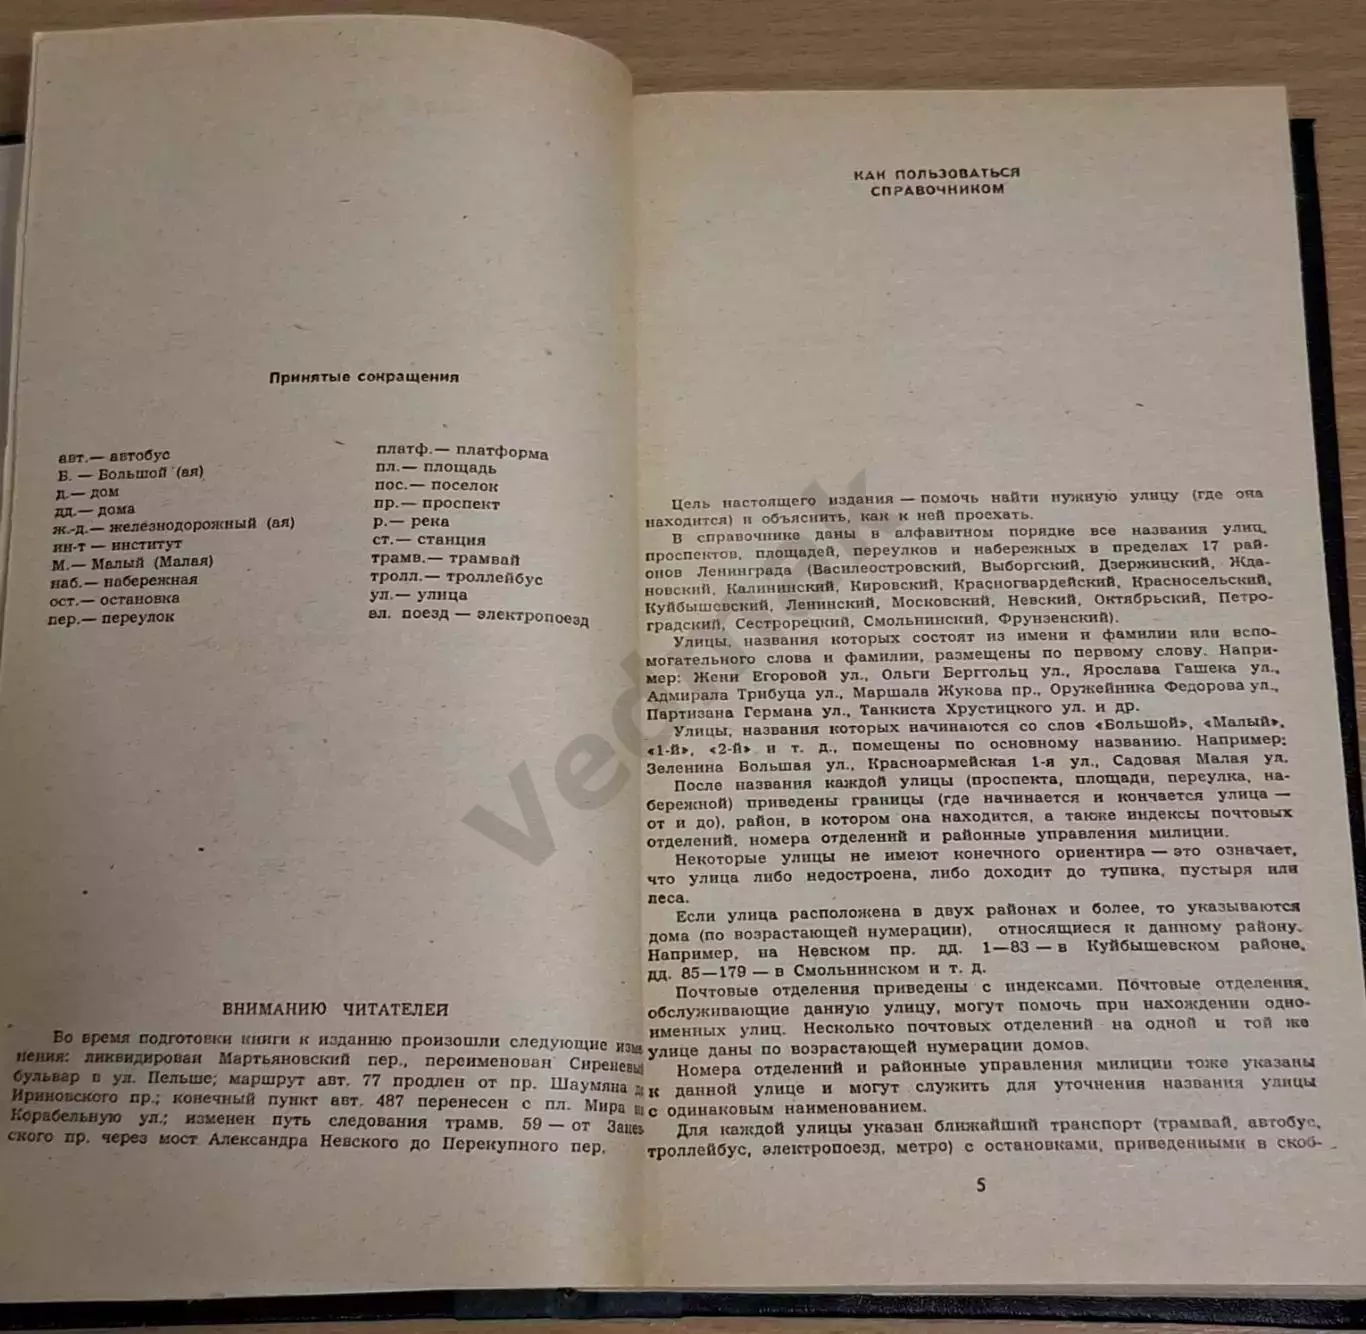 Принятые сокращения
авт.— автобус
Б. — Большой (ая)
д.— дом
дд.— дома
ж.-д.— железнодорожный (ая)
ин-т — институт
М.— Малый (Малая)
наб.— набережная
ост.— остановка
пер.— переулок
платф.— платформа
пл.— площадь
пос.— поселок
пр.— проспект
р.— река
ст.— станция
трамв.— трамвай
тролл.— троллейбус
ул.— улица
эл. поезд — электропоезд
ВНИМАНИЮ ЧИТАТЕЛЕЙ
Во время подготовки книги к изданию произошли следующие
нения: ликвидирован Мартьяновский пер., переименован
бульвар в ул. Пельше; маршрут авт. 77 продлен от пр. Шаумяна
Ириновского пр.; конечный пункт авт. 487 перенесен с пл. Мира
Корабельную ул.; изменен путь следования трамв. 59 — от
ского пр. через мост Александра Невского до Перекупного пер.
КАК ПОЛЬЗОВАТЬСЯ
СПРАВОЧНИКОМ
Цель настоящего издания — помочь найти нужную улицу (где она
находится) и объяснить, как к ней проехать.
В справочнике даны в алфавитном порядке все названия улиц,
проспектов, площадей, переулков и набережных в пределах 17 рай-
онов Ленинграда (Василеостровский, Выборгский, Дзержинский, Жда-
новский, Калининский, Кировский, Красногвардейский, Красносельский,
Куйбышевский, Ленинский, Московский, Невский, Октябрьский, Петро-
градский, Сестрорецкий, Смольнинский, Фрунзенский).
Улицы, названия которых состоят из имени и фамилии или вспо-
могательного слова и фамилии, размещены по первому слову. Напри-
мер: Жени Егоровой ул., Ольги Берггольц ул., Ярослава Гашека ул.,
Адмирала Трибуца ул., Маршала Жукова пр., Оружейника Федорова ул.,
Партизана Германа ул., Танкиста Хрустицкого ул. и др.
Улицы, названия которых начинаются со слов «Большой», «Малый»,
«1-й», «2-й» и т. д., помещены по основному названию. Например:
Зеленина Большая ул., Красноармейская 1-я ул., Садовая Малая ул.
После названия каждой улицы (проспекта, площади, переулка, на-
бережной) приведены границы (где начинается и кончается улица —
от и до), район, в котором она находится, а также индексы почтовых
отделений, номера отделений и районные управления милиции.
Некоторые улицы не имеют конечного ориентира — это означает,
что улица либо недостроена, либо доходит до тупика, пустыря или
леса.
Если улица расположена в двух районах и более, то указываются
дома (по возрастающей нумерации), относящиеся к данному району.
Например, на Невском пр. дд. 1—83 — в Куйбышевском районе,
дд. 85—179 — в Смольнинском и т. д.
Почтовые отделения приведены с индексами. Почтовые отделения,
обслуживающие данную улицу, могут помочь при нахождении одно-
именных улиц. Несколько почтовых отделений на одной и той же
улице даны по возрастающей нумерации домов.
Номера отделений и районные управления милиции тоже указаны
к данной улице и могут служить для уточнения названия улицы
с одинаковым наименованием.
Для каждой улицы указан ближайший транспорт (трамвай, автобус,
троллейбус, электропоезд, метро) с остановками, приведенными в скоб-
5